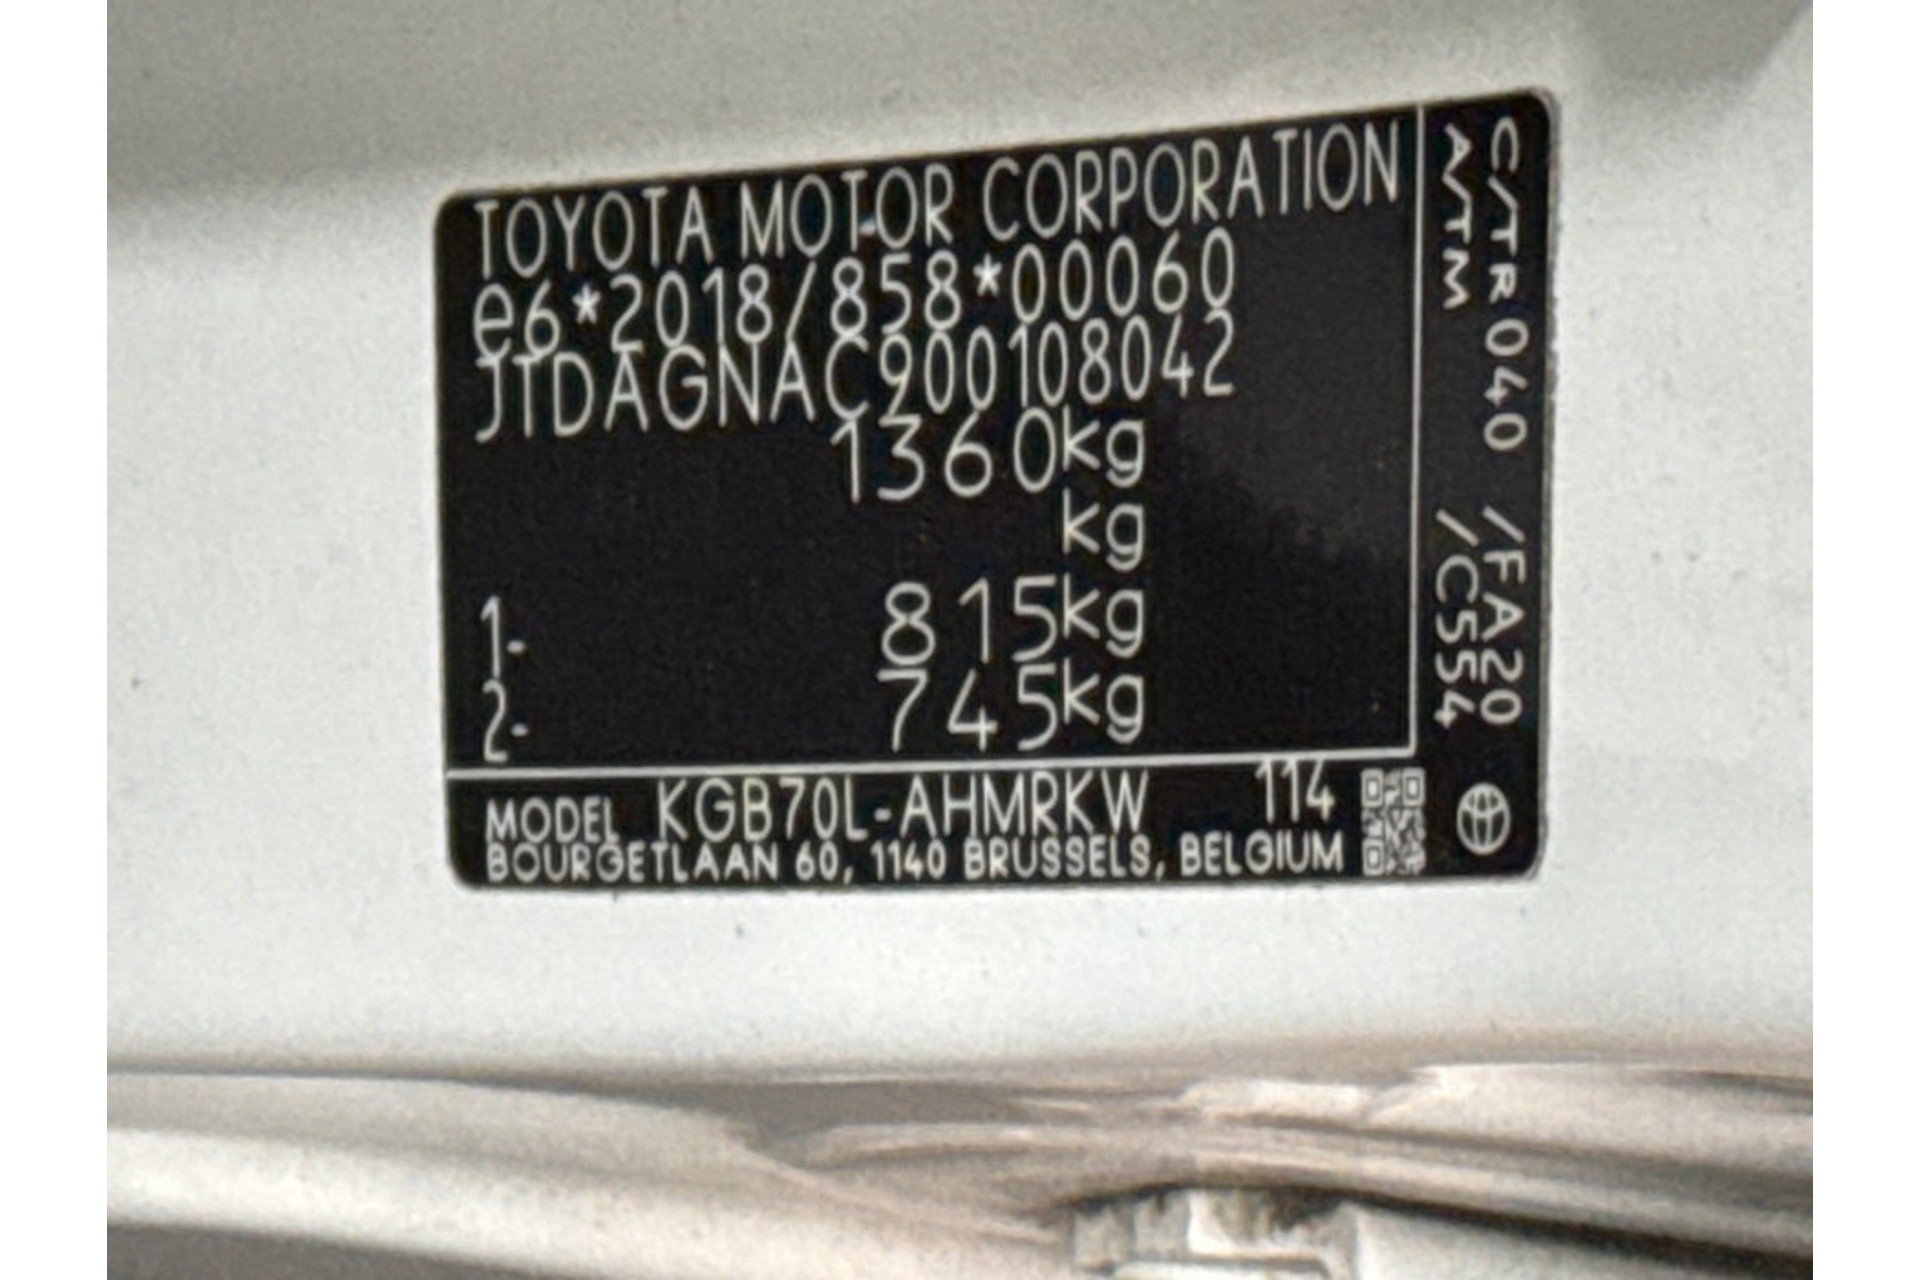 TOYOTA MOTOR CORPORATION
e6*2018/858*00060
JTDAGNAC900108042
1360kg
kg
1- 815kg
2- 745kg
MODEL KGB70L-AHMRKW 114
BOURGETLAAN 60, 1140 BRUSSELS, BELGIUM
C/TR 040 /FA20
A/TM /C554